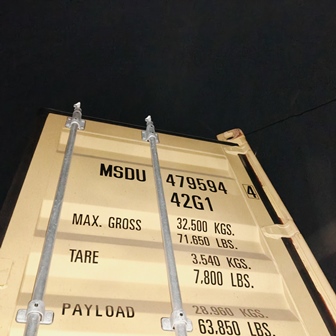 MSDU 479594 4
42G1
MAX. GROSS 32.500 KGS.
71.650 LBS.
TARE 3.540 KGS.
7.800 LBS.
PAYLOAD 28.960 KGS.
63.850 LBS.